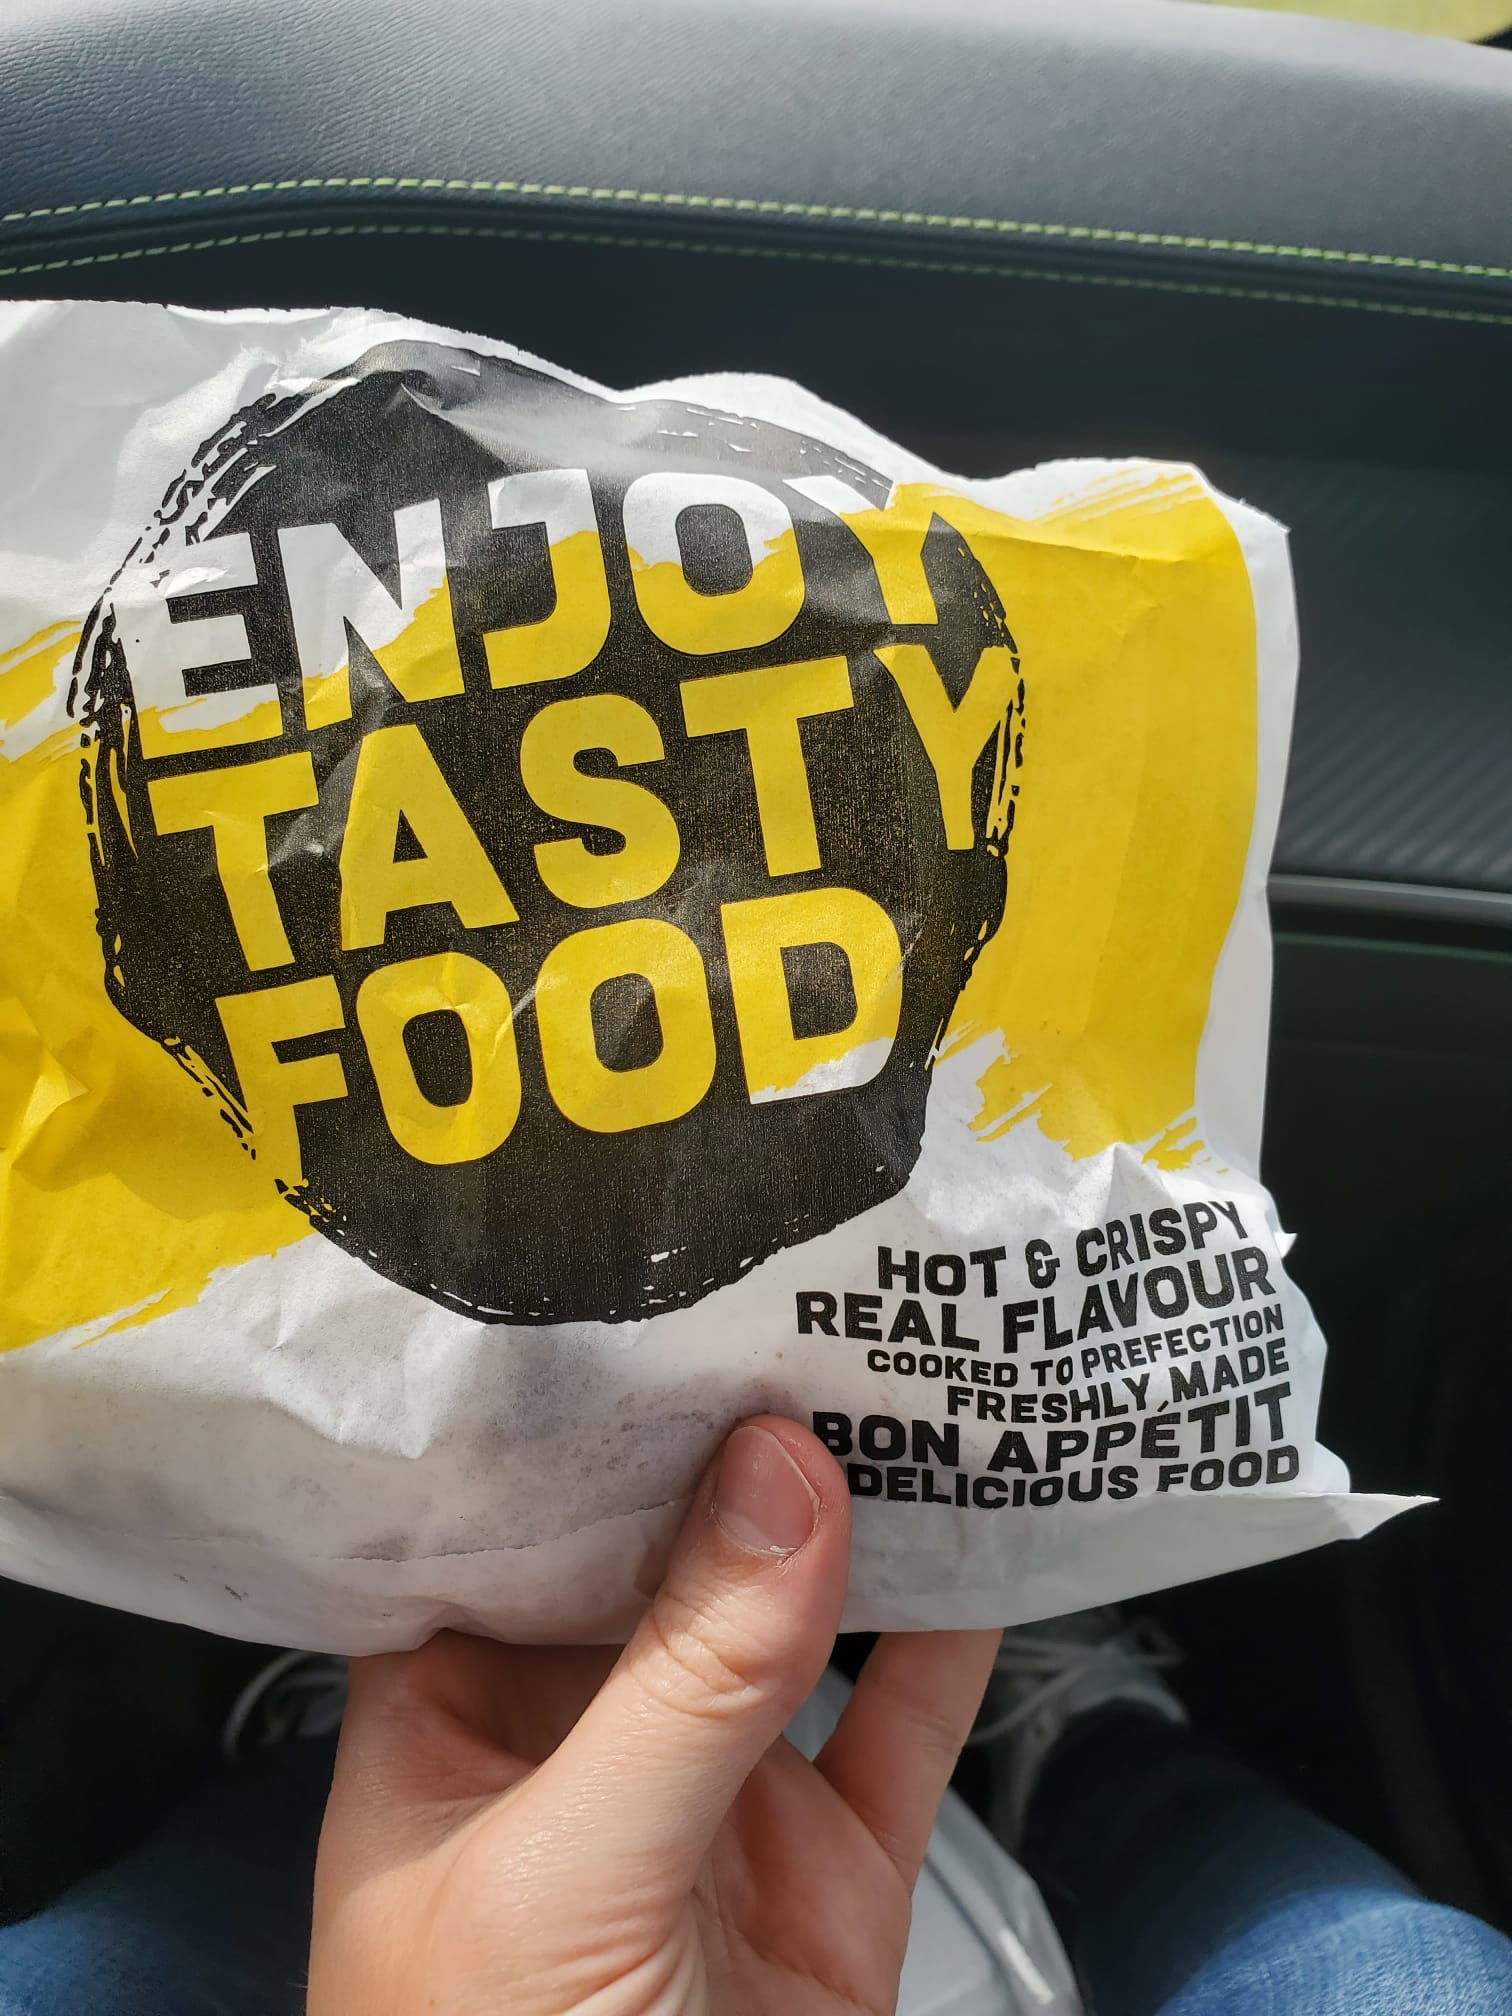 ENJOY
TASTY
FOOD
HOT & CRISPY
REAL FLAVOUR
COOKED TO PREFECTION
FRESHLY MADE
BON APPÉTIT
DELICIOUS FOOD